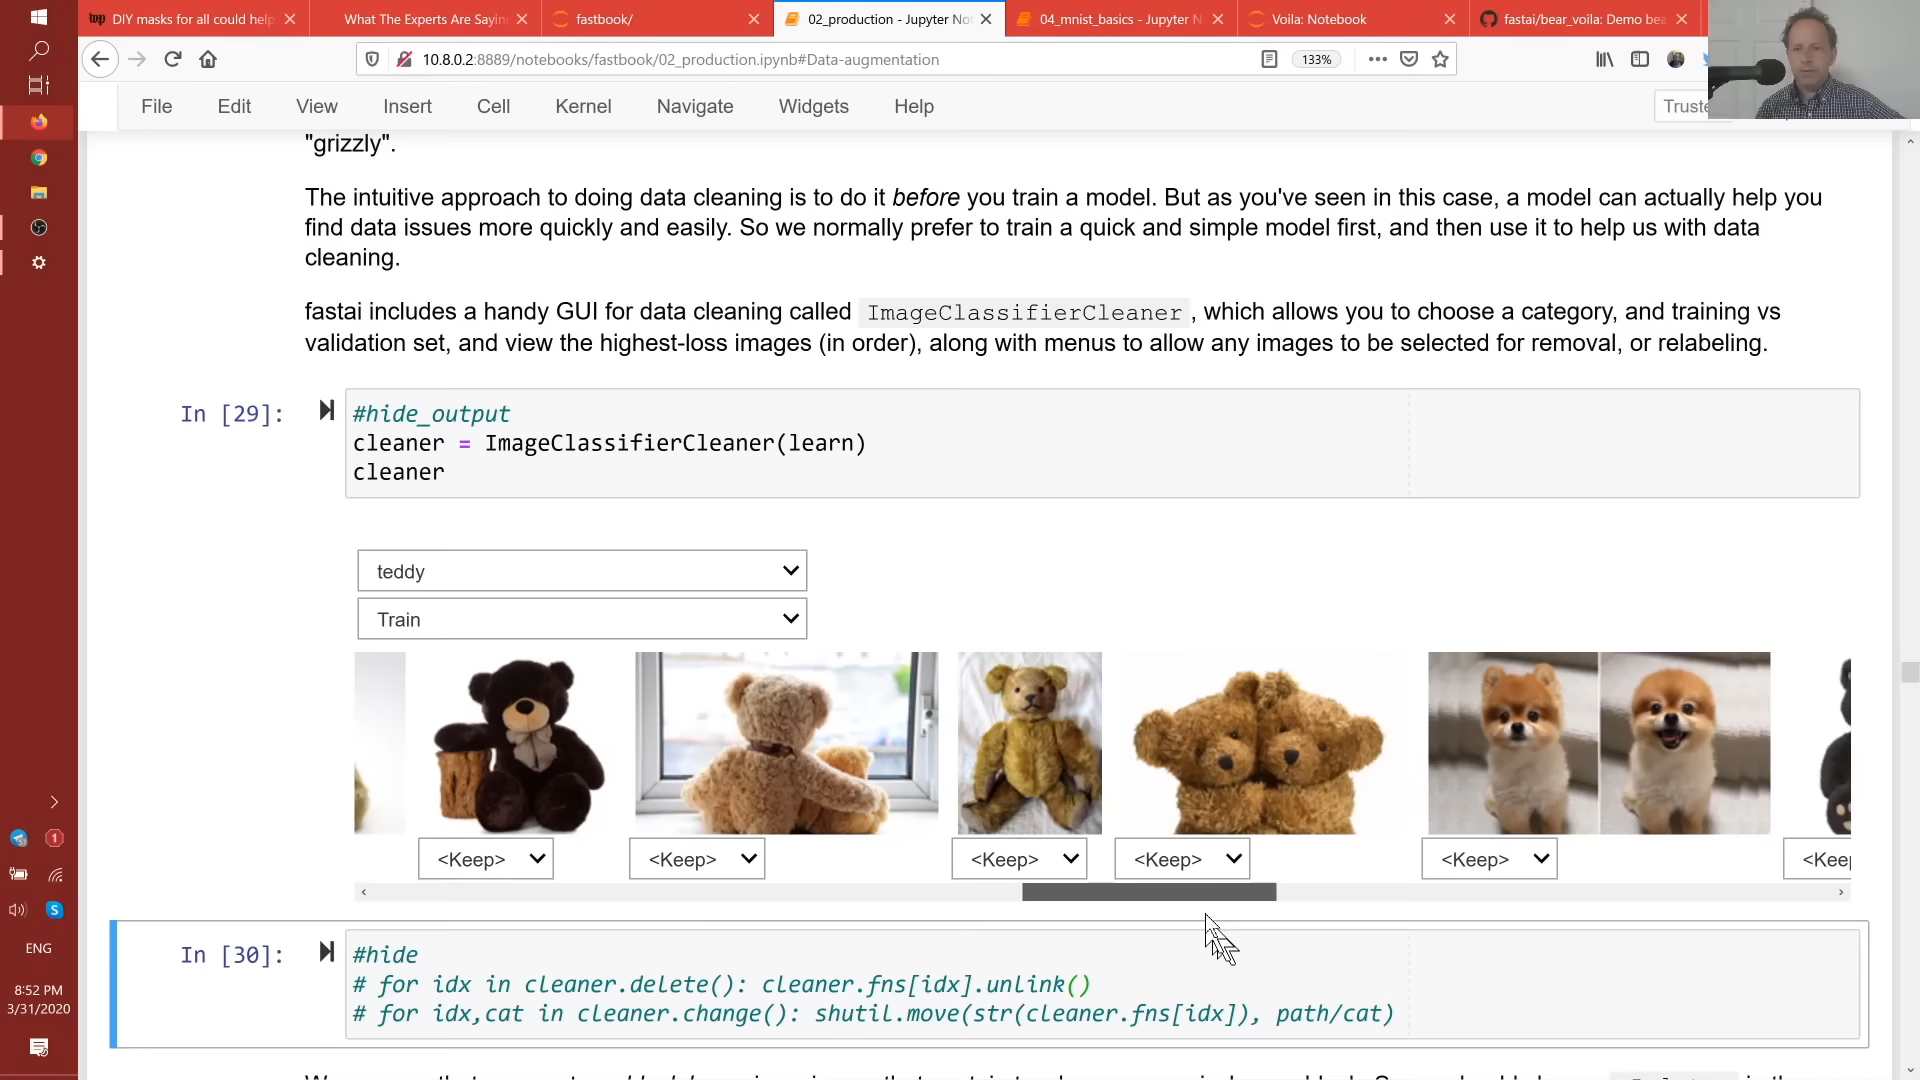 DIY masks for all could help
What The Experts Are Sayin
fastbook/
02_production - Jupyter No
04_mnist_basics - Jupyter N
Voila: Notebook
fastai/bear_voila: Demo bea
10.8.0.2:8889/notebooks/fastbook/02_production.ipynb#Data-augmentation
133%
File Edit View Insert Cell Kernel Navigate Widgets Help
Truste
"grizzly".
The intuitive approach to doing data cleaning is to do it before you train a model. But as you've seen in this case, a model can actually help you
find data issues more quickly and easily. So we normally prefer to train a quick and simple model first, and then use it to help us with data
cleaning.
fastai includes a handy GUI for data cleaning called ImageClassifierCleaner, which allows you to choose a category, and training vs
validation set, and view the highest-loss images (in order), along with menus to allow any images to be selected for removal, or relabeling.
In [29]:
#hide_output
cleaner = ImageClassifierCleaner(learn)
cleaner
teddy
Train
<Keep> <Keep> <Keep> <Keep> <Keep> <Keep
In [30]:
#hide
# for idx in cleaner.delete(): cleaner.fns[idx].unlink()
# for idx,cat in cleaner.change(): shutil.move(str(cleaner.fns[idx]), path/cat)
ENG
8:52 PM
3/31/2020